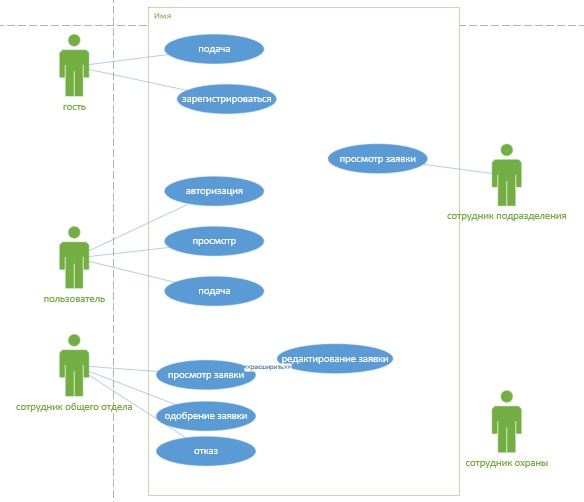 Имя
подача
гость
зарегистрироваться
просмотр заявки
сотрудник подразделения
авторизация
просмотр
подача
пользователь
редактирование заявки
<<расширить>>
просмотр заявки
сотрудник общего отдела
одобрение заявки
отказ
сотрудник охраны